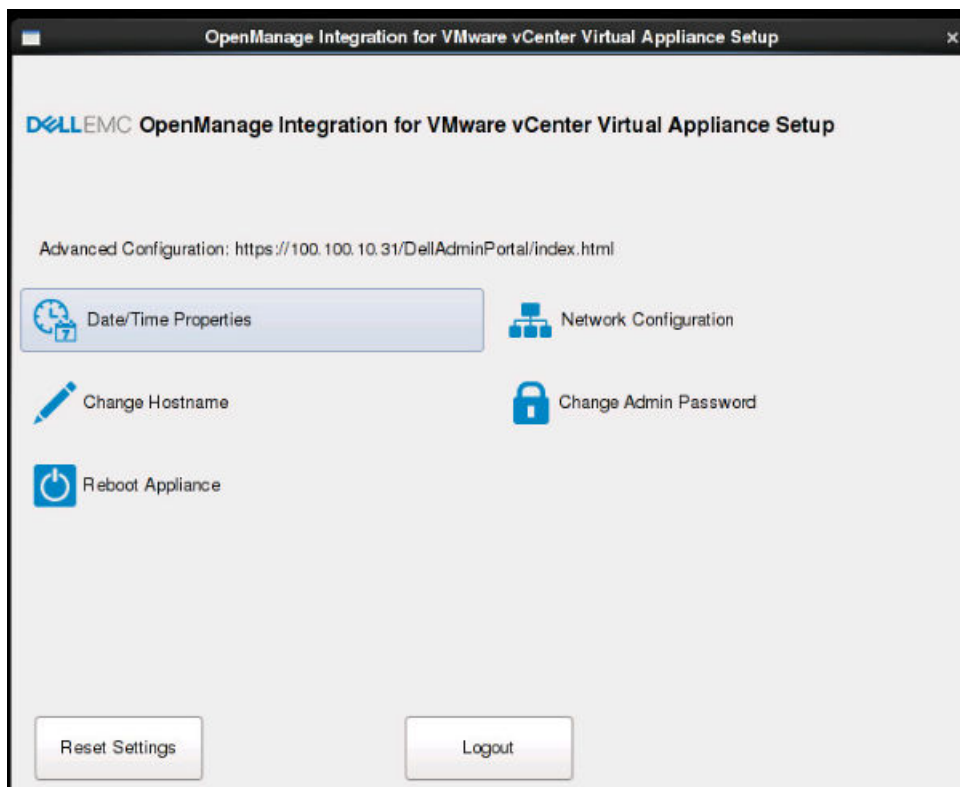 OpenManage Integration for VMware vCenter Virtual Appliance Setup
DELLEMC OpenManage Integration for VMware vCenter Virtual Appliance Setup
Advanced Configuration: https://100.100.10.31/DellAdminPortal/index.html
7 Date/Time Properties
Network Configuration
Change Hostname
Change Admin Password
Reboot Appliance
Reset Settings
Logout